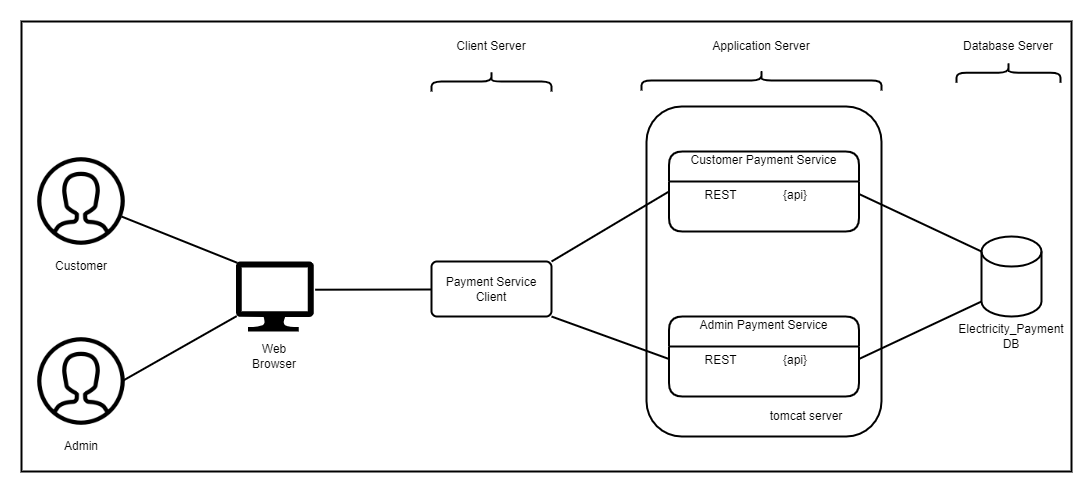 Client Server
Application Server
Database Server
Customer Payment Service
REST {api}
Customer
Payment Service
Client
Admin Payment Service
REST {api}
Electricity_Payment
DB
Web
Browser
tomcat server
Admin